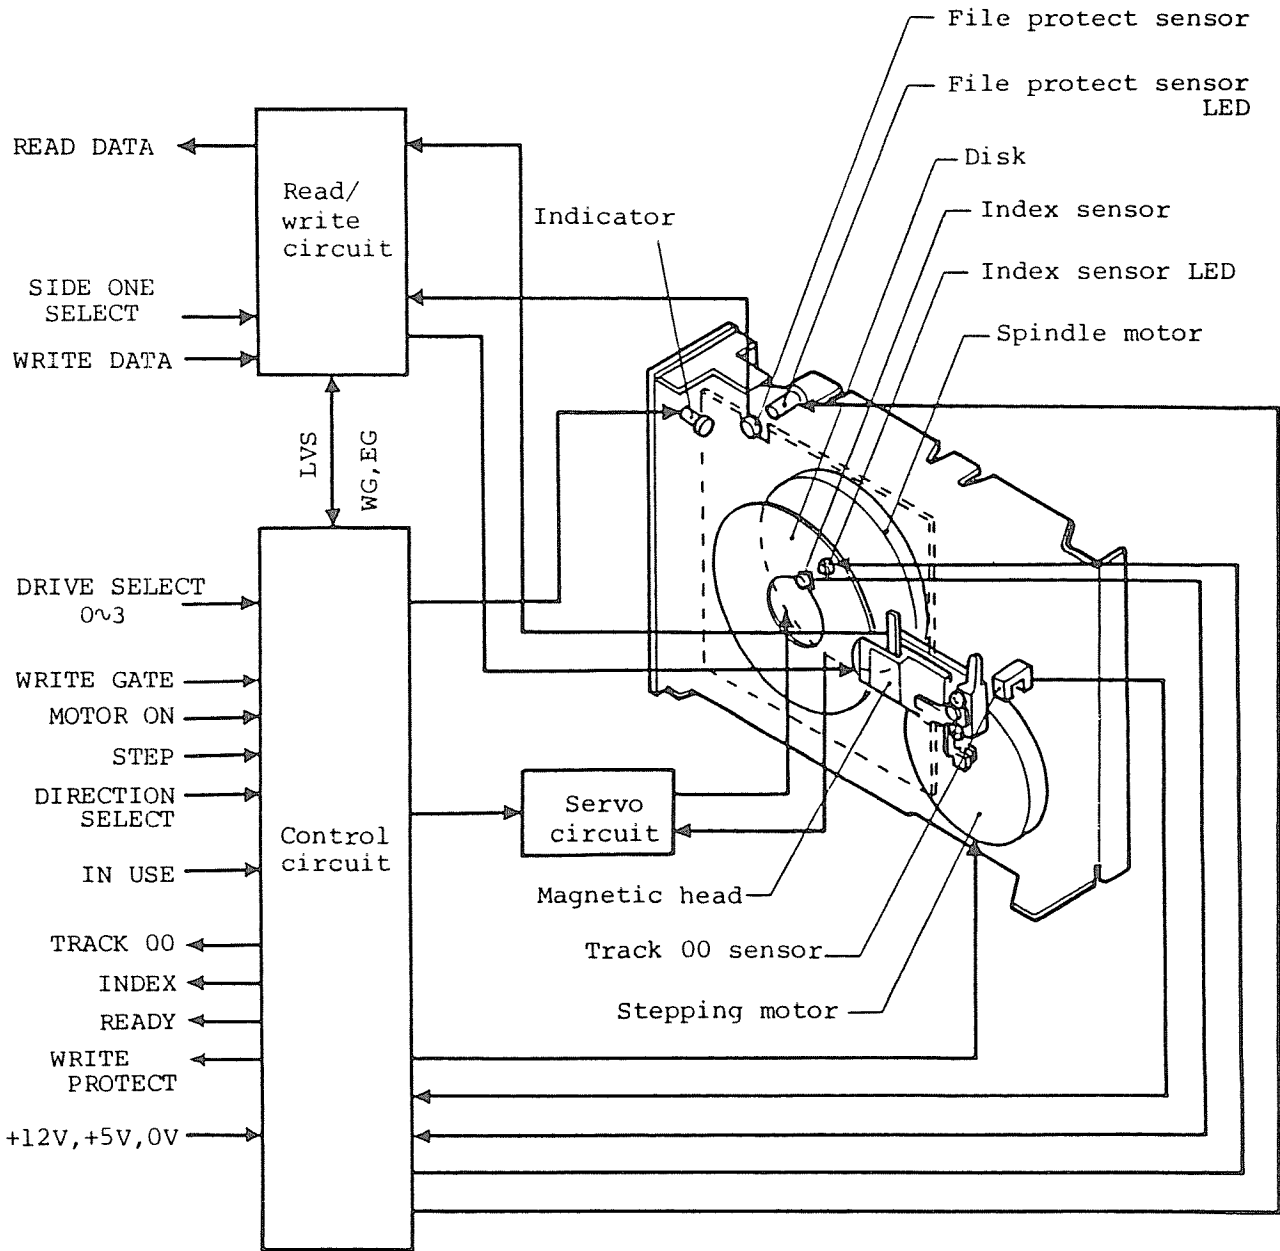 File protect sensor
File protect sensor
LED
READ DATA
Disk
Read/
write
circuit
Index sensor
Indicator
Index sensor LED
SIDE ONE
SELECT
Spindle motor
WRITE DATA
LVS
WG,EG
DRIVE SELECT
0∿3
WRITE GATE
MOTOR ON
STEP
DIRECTION
SELECT
Servo
circuit
Control
circuit
IN USE
Magnetic head
TRACK 00
Track 00 sensor
INDEX
Stepping motor
READY
WRITE
PROTECT
+12V,+5V,0V